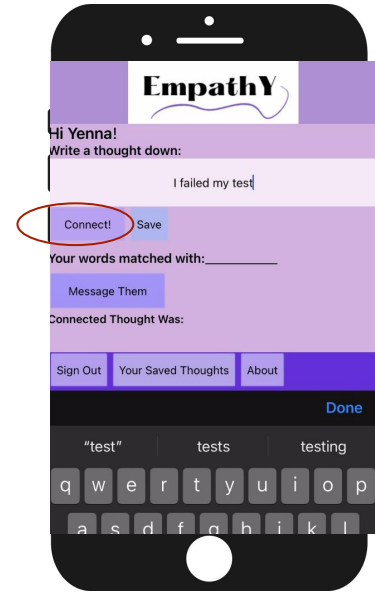 EmpathY
Hi Yenna!
Write a thought down:
I failed my test
Connect! Save
Your words matched with:____________
Message Them
Connected Thought Was:
Sign Out Your Saved Thoughts About
Done
“test” tests testing
q w e r t y u i o p
a s d f g h j k l